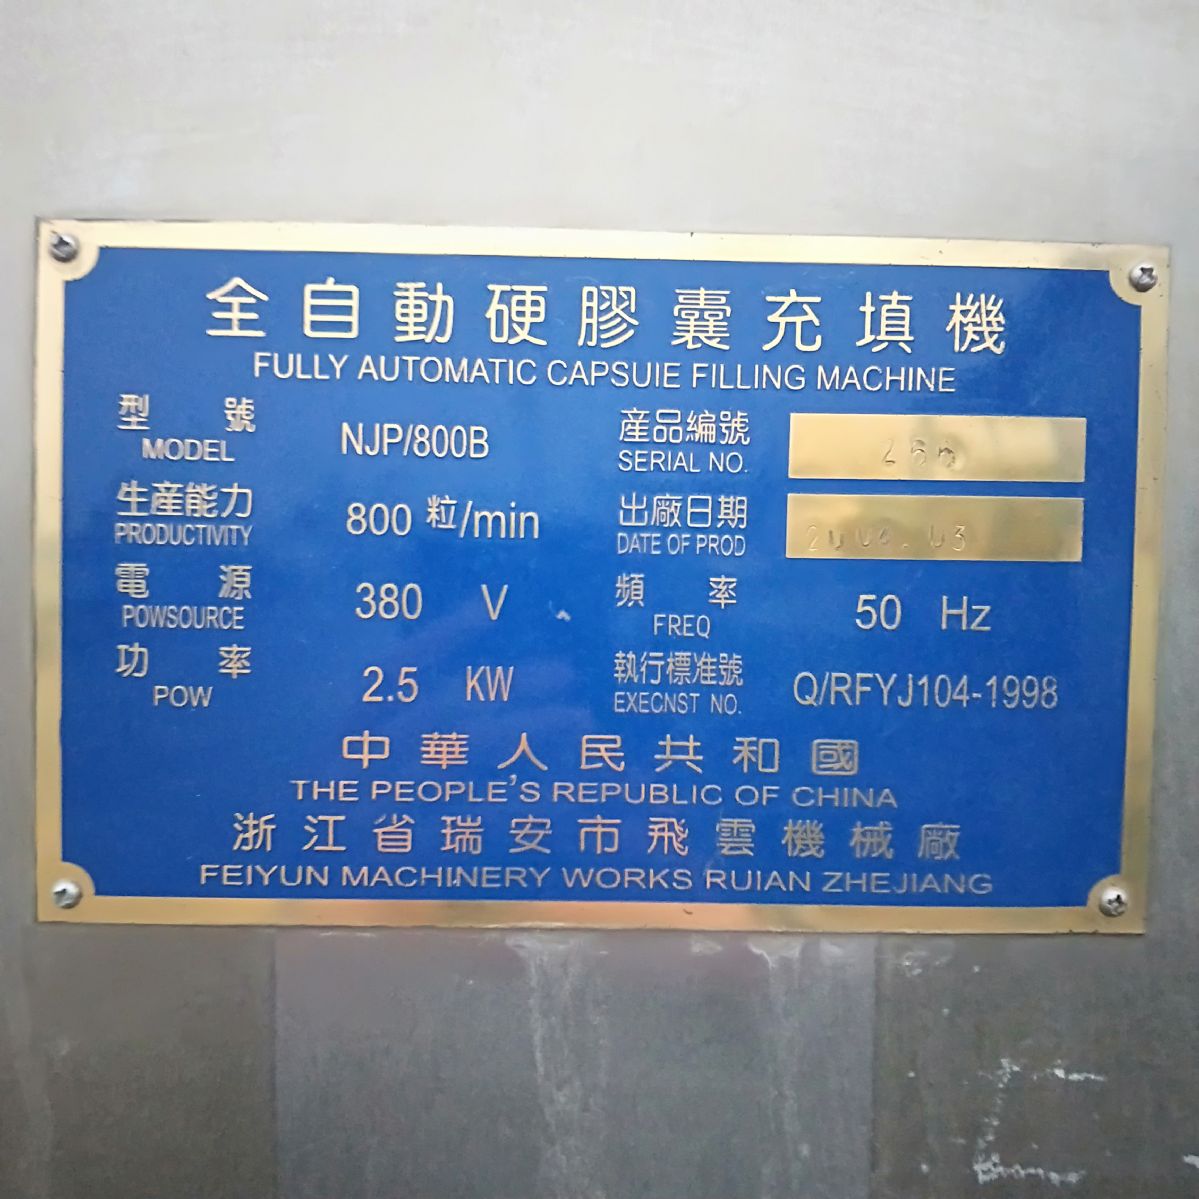 全自動硬膠囊充填機
FULLY AUTOMATIC CAPSUIE FILLING MACHINE
型號 NJP/800B 産品編號
MODEL SERIAL NO.
生産能力 800 粒/min 出廠日期
PRODUCTIVITY DATE OF PROD
電源 380 V 頻率 50 Hz
POWSOURCE FREQ
功率 2.5 KW 執行標准號 Q/RFYJ104-1998
POW EXECNST NO.
中華人民共和國
THE PEOPLE'S REPUBLIC OF CHINA
浙江省瑞安市飛雲機械廠
FEIYUN MACHINERY WORKS RUIAN ZHEJIANG